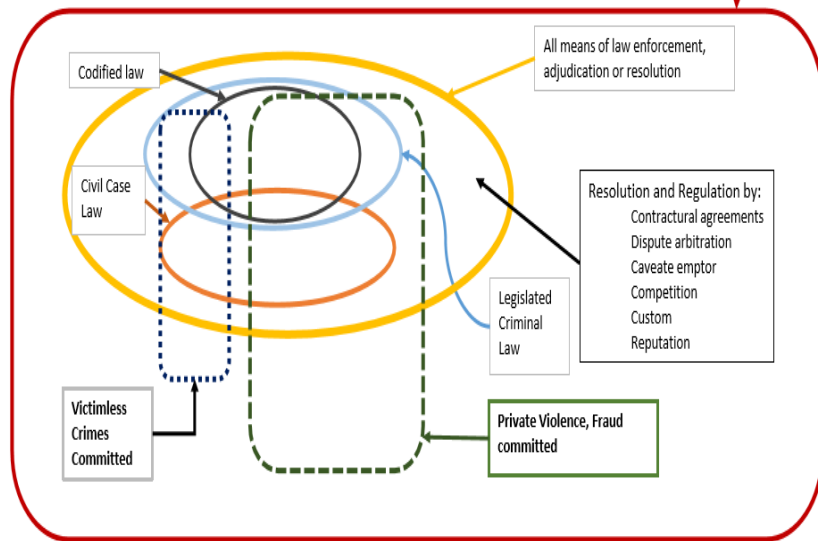 All means of law enforcement,
adjudication or resolution
Codified law
Civil Case
Law
Resolution and Regulation by:
Contractural agreements
Dispute arbitration
Caveate emptor
Competition
Custom
Reputation
Legislated
Criminal
Law
Victimless
Crimes
Committed
Private Violence, Fraud
committed